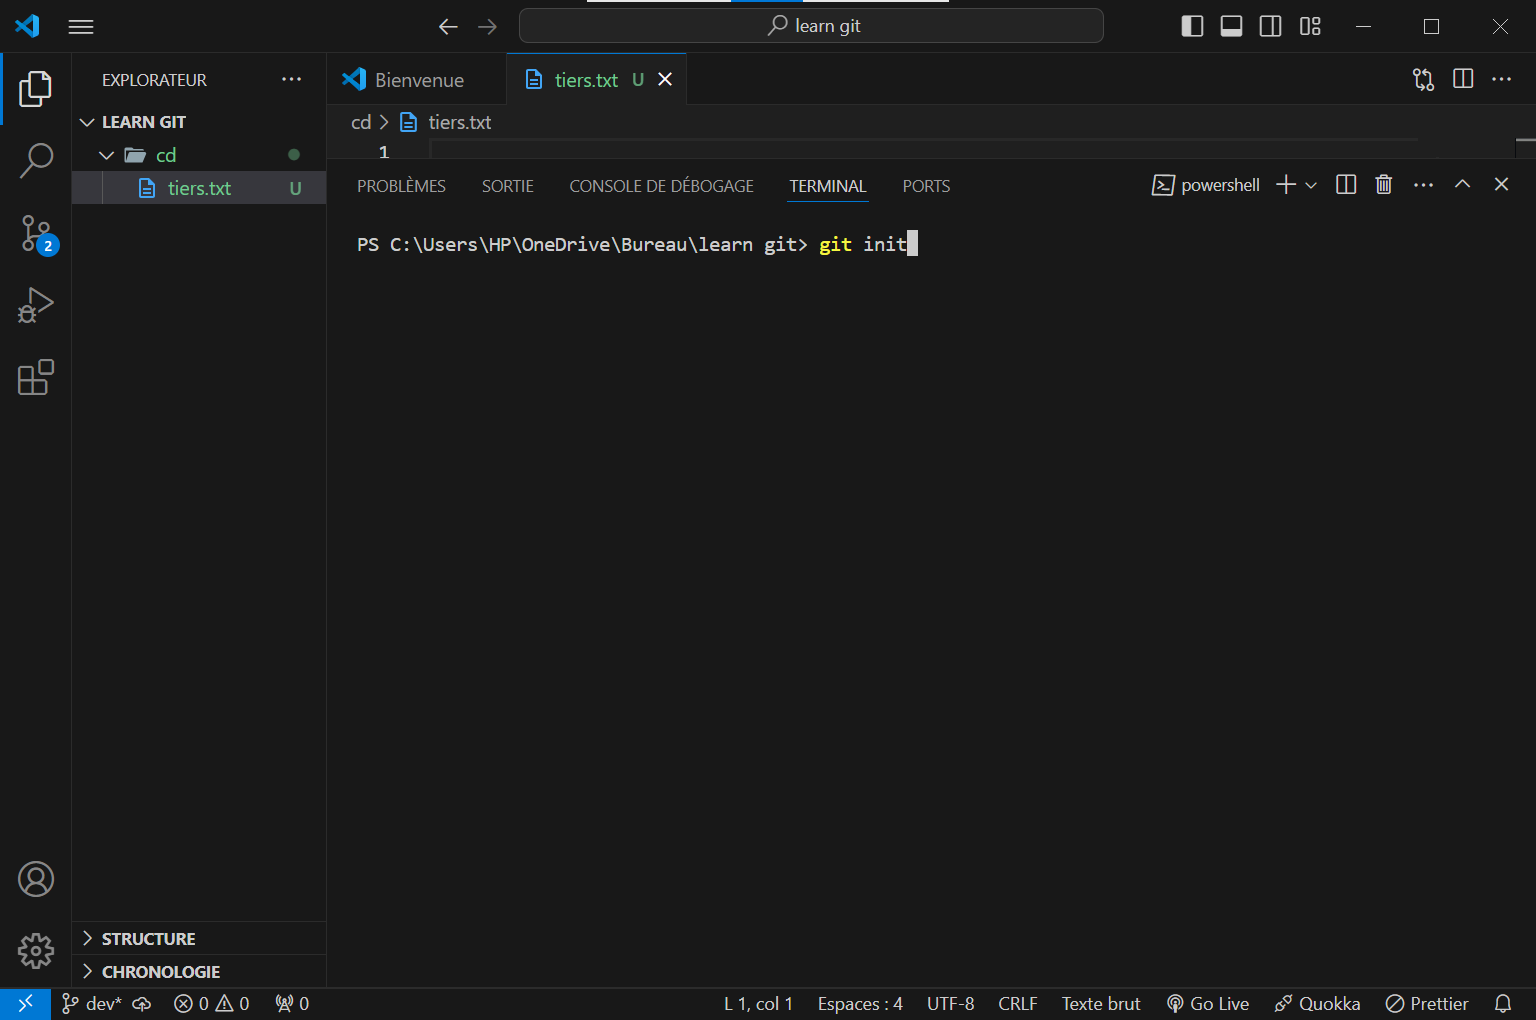 learn git
EXPLORATEUR
LEARN GIT
cd
tiers.txt U
2
Bienvenue
tiers.txt U
cd > tiers.txt
1
PROBLÈMES SORTIE CONSOLE DE DÉBOGAGE TERMINAL PORTS
powershell
PS C:\Users\HP\OneDrive\Bureau\learn git> git init
STRUCTURE
CHRONOLOGIE
dev* 0 0 0 L 1, col 1 Espaces : 4 UTF-8 CRLF Texte brut Go Live Quokka Prettier